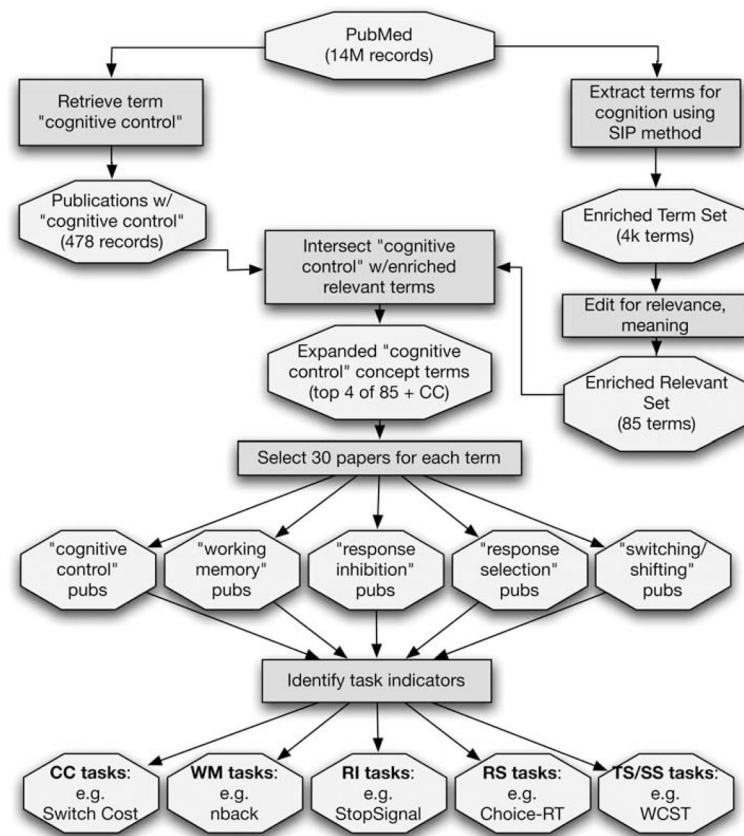 PubMed
(14M records)
Retrieve term
"cognitive control"
Extract terms for
cognition using
SIP method
Publications w/
"cognitive control"
(478 records)
Enriched Term Set
(4k terms)
Intersect "cognitive
control" w/enriched
relevant terms
Edit for relevance,
meaning
Expanded "cognitive
control" concept terms
(top 4 of 85 + CC)
Enriched Relevant
Set
(85 terms)
Select 30 papers for each term
"cognitive
control"
pubs
"working
memory"
pubs
"response
inhibition"
pubs
"response
selection"
pubs
"switching/
shifting"
pubs
Identify task indicators
CC tasks:
e.g.
Switch Cost
WM tasks:
e.g.
nback
RI tasks:
e.g.
StopSignal
RS tasks:
e.g.
Choice-RT
TS/SS tasks:
e.g.
WCST